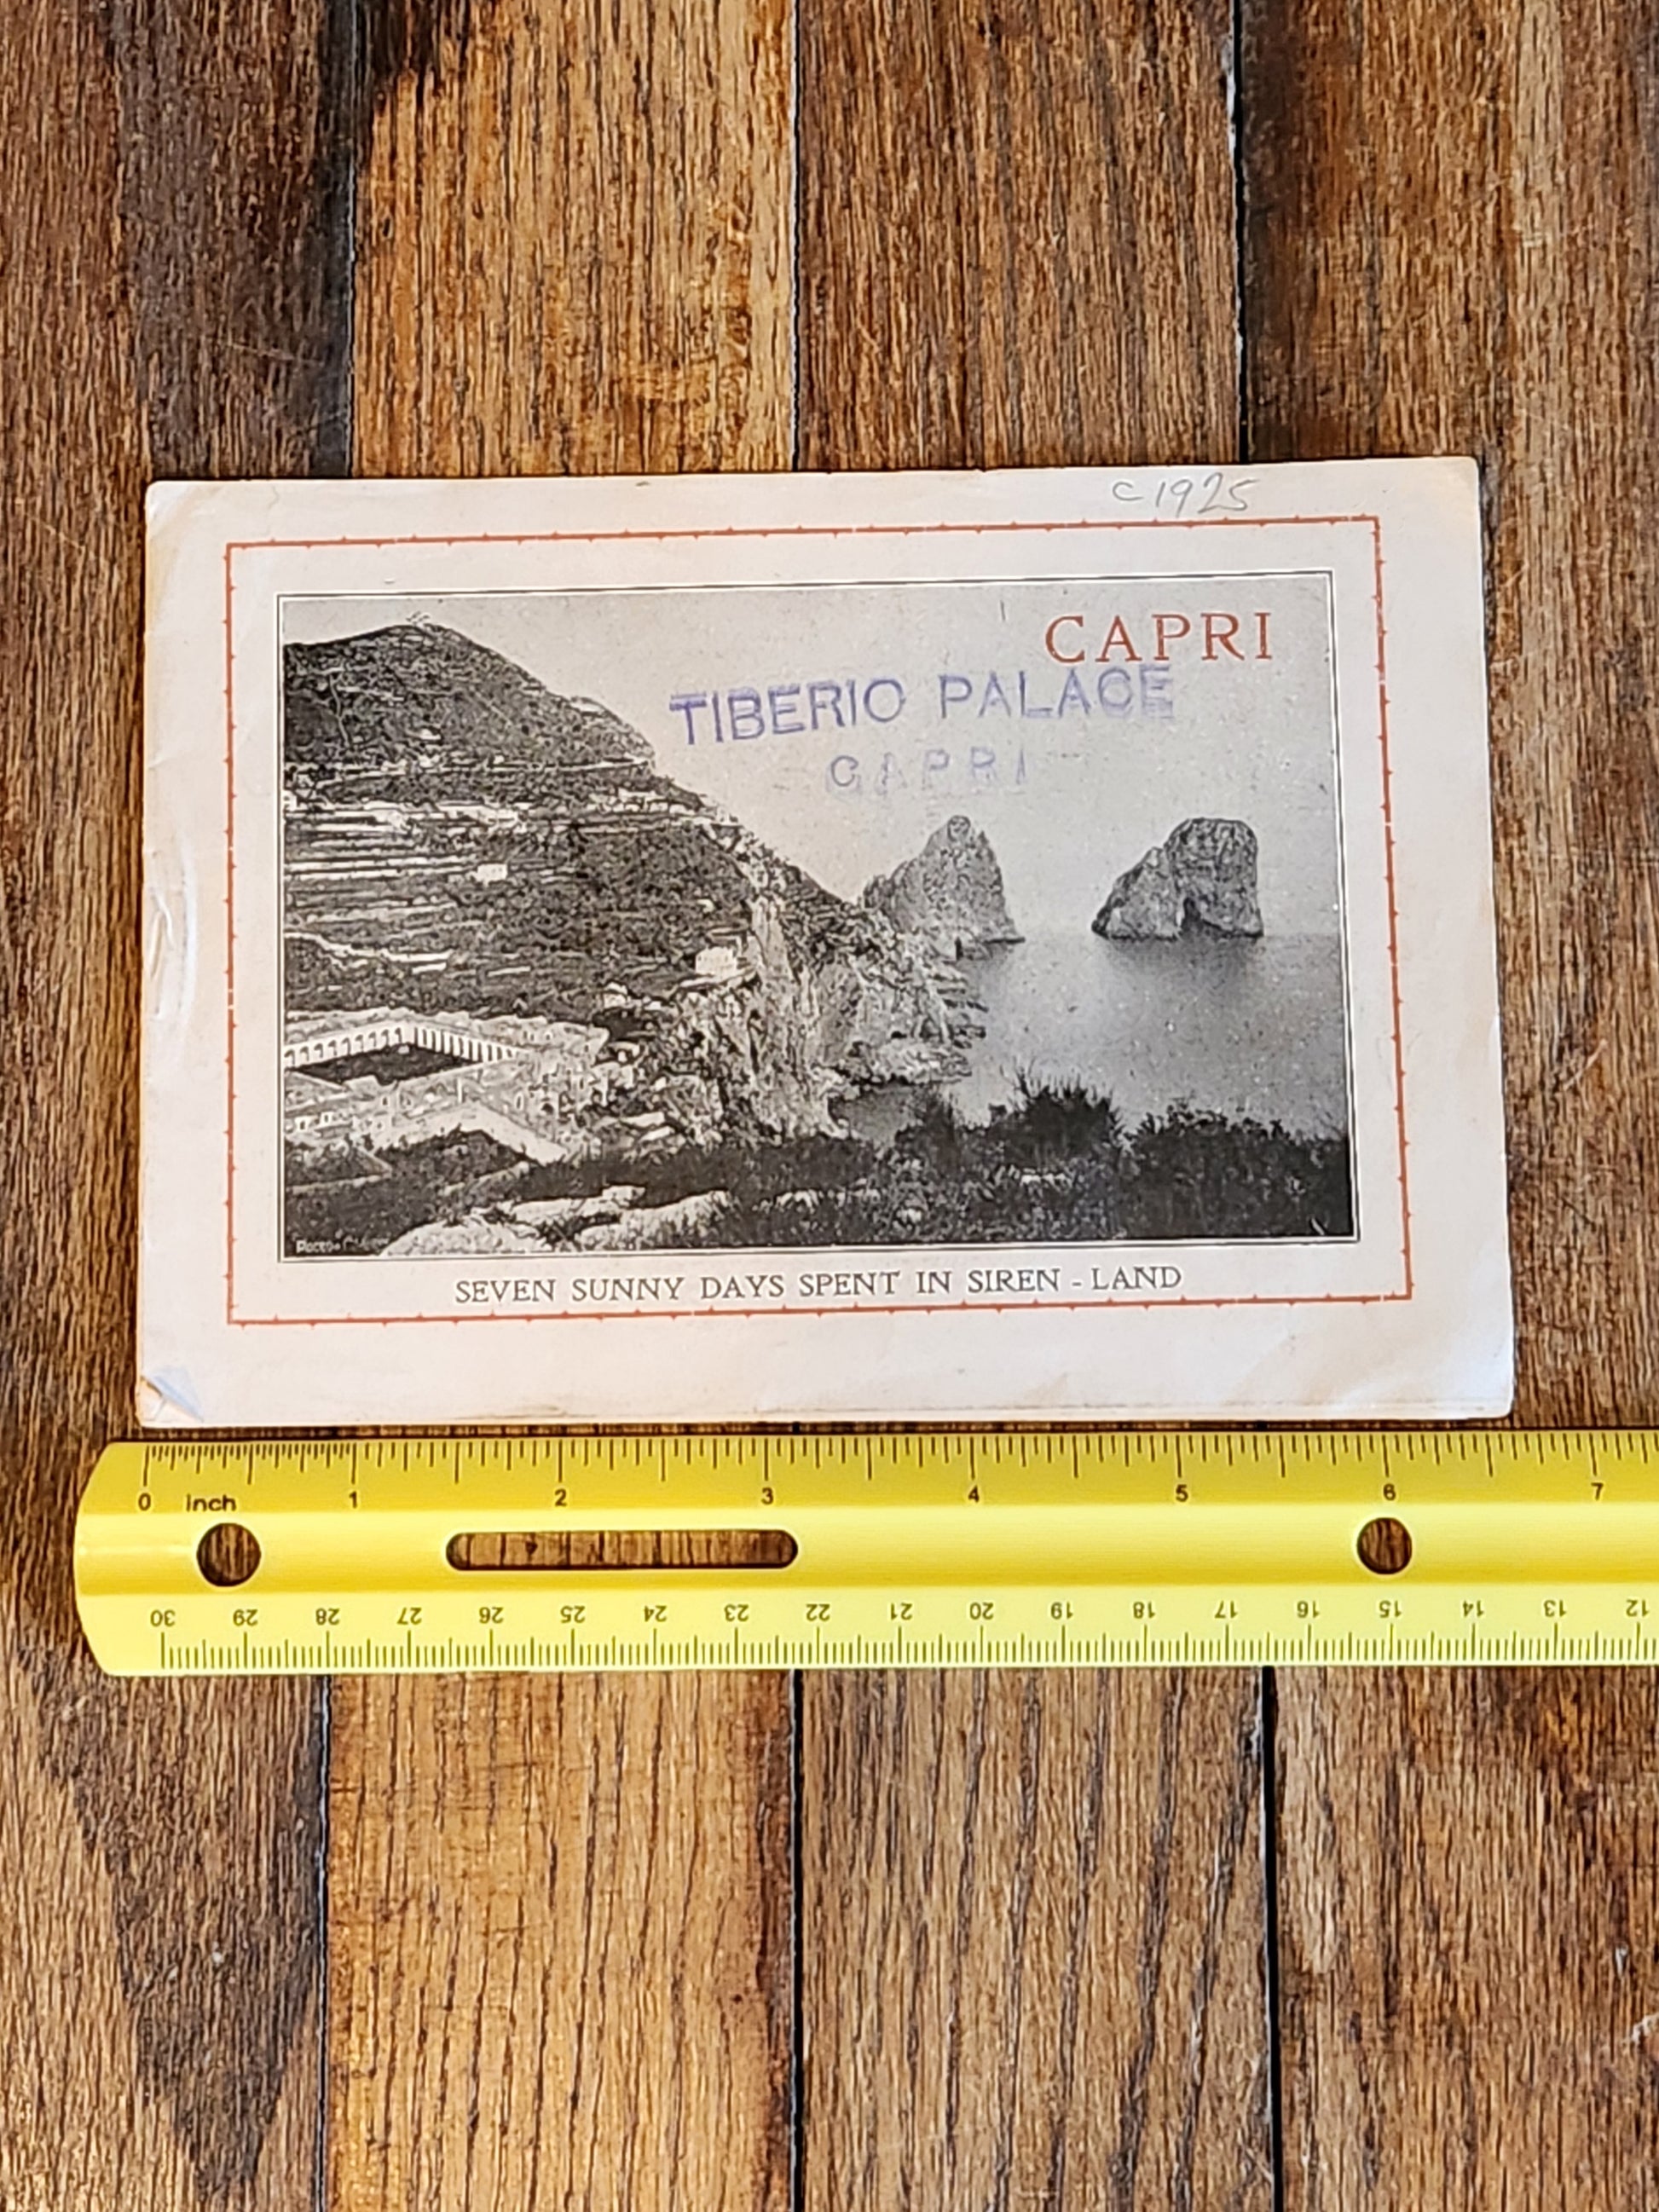 c1925
CAPRI
TIBERIO PALACE
CAPRI
SEVEN SUNNY DAYS SPENT IN SIREN - LAND
0 inch 1 2 3 4 5 6 7
30 29 28 27 26 25 24 23 22 21 20 19 18 17 16 15 14 13 12